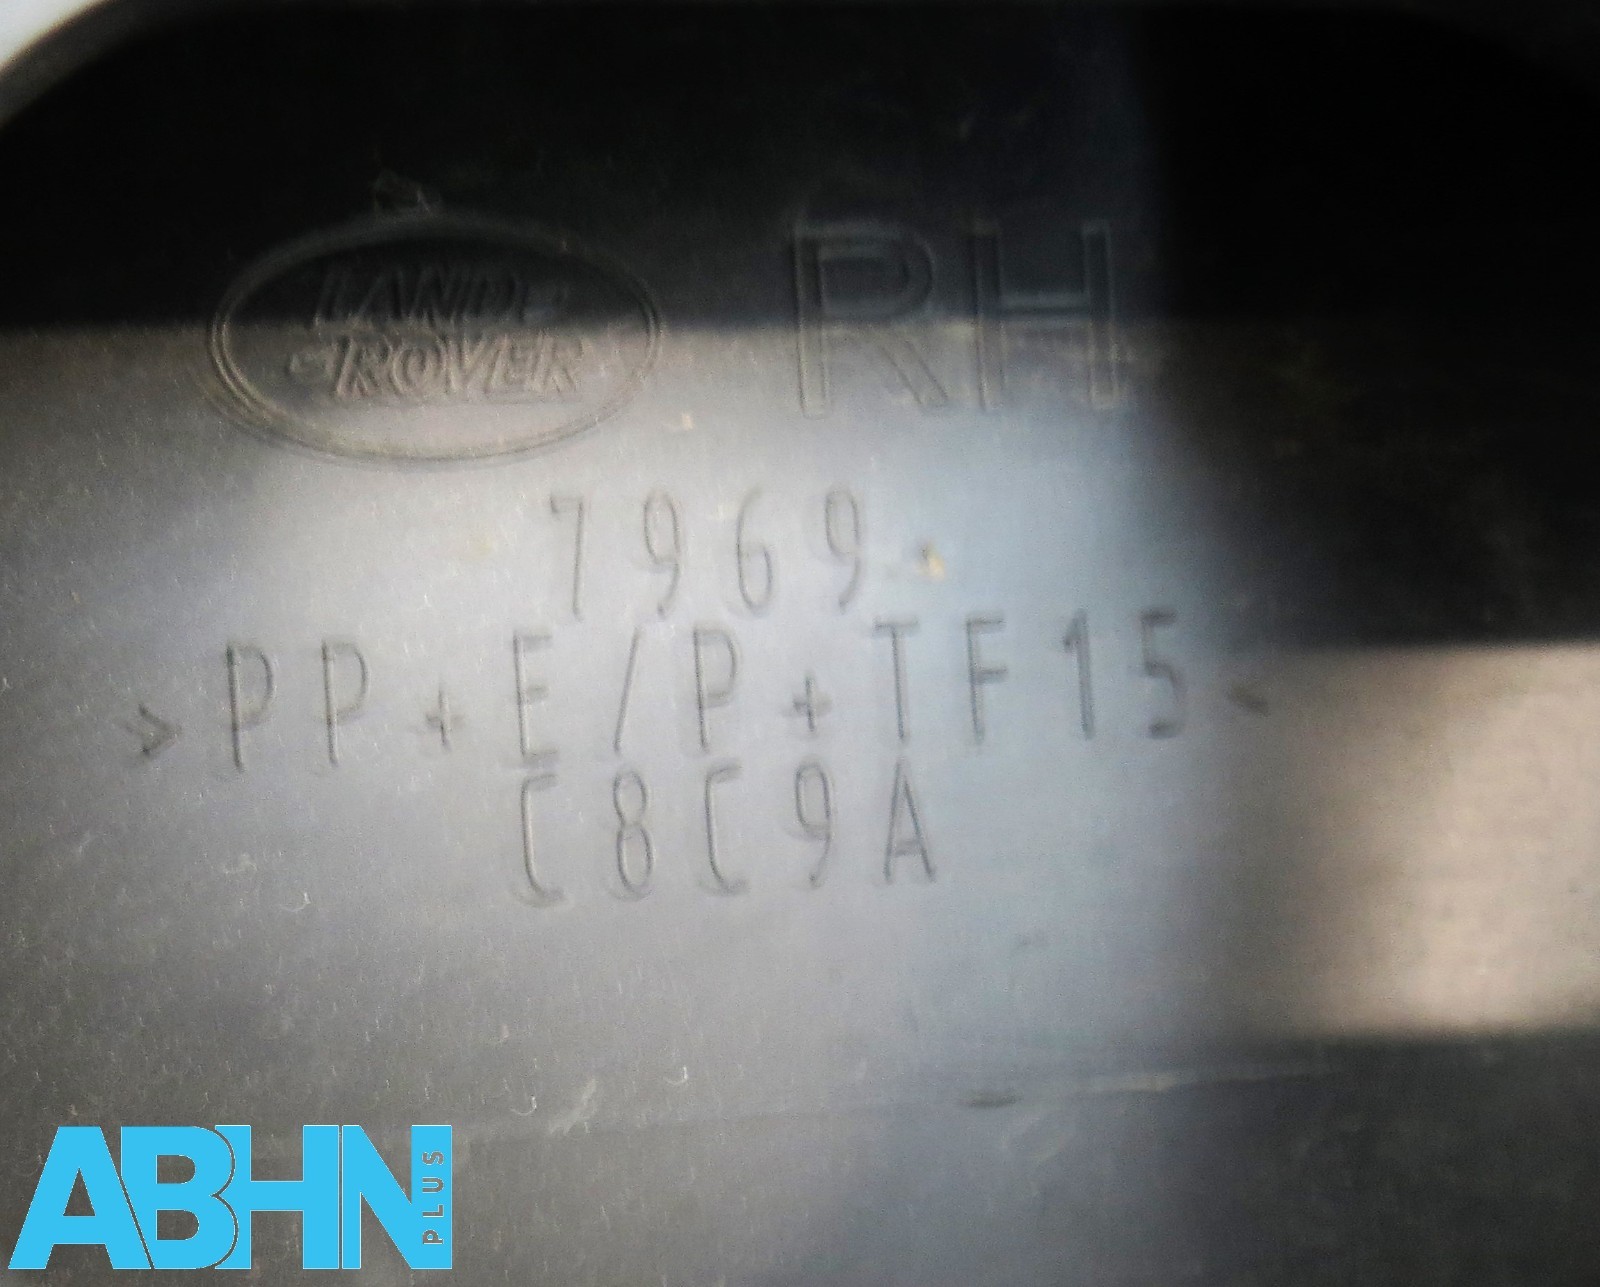 LAND
-ROVER
RH
7969
>PP+E/P+TF15<
C8C9A
ABHN
PLUS